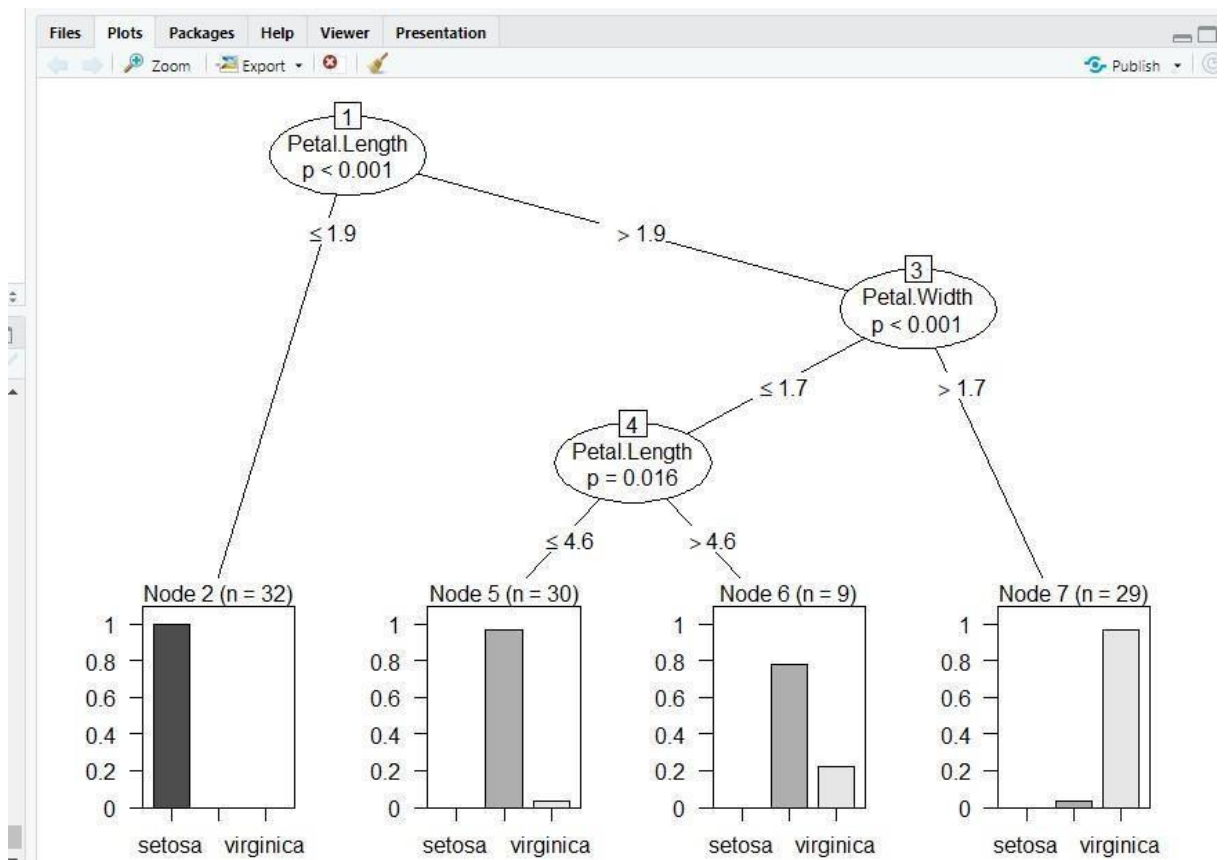 Files Plots Packages Help Viewer Presentation
Zoom Export Publish
1
Petal.Length
p < 0.001
≤ 1.9
> 1.9
3
Petal.Width
p < 0.001
≤ 1.7
> 1.7
4
Petal.Length
p = 0.016
≤ 4.6
> 4.6
Node 2 (n = 32)
1
0.8
0.6
0.4
0.2
0
setosa virginica
Node 5 (n = 30)
1
0.8
0.6
0.4
0.2
0
setosa virginica
Node 6 (n = 9)
1
0.8
0.6
0.4
0.2
0
setosa virginica
Node 7 (n = 29)
1
0.8
0.6
0.4
0.2
0
setosa virginica